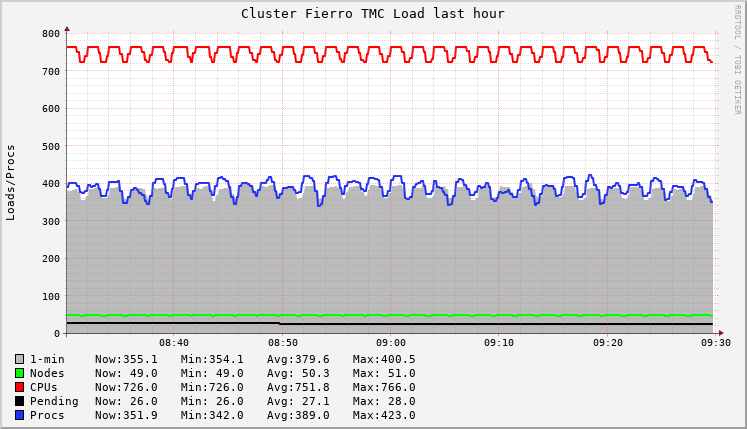 Cluster Fierro TMC Load last hour
RRDTOOL / TOBI OETIKER
Loads/Procs
800
700
600
500
400
300
200
100
0
08:40 08:50 09:00 09:10 09:20 09:30
1-min Now:355.1 Min:354.1 Avg:379.6 Max:400.5
Nodes Now: 49.0 Min: 49.0 Avg: 50.3 Max: 51.0
CPUs Now:726.0 Min:726.0 Avg:751.8 Max:766.0
Pending Now: 26.0 Min: 26.0 Avg: 27.1 Max: 28.0
Procs Now:351.9 Min:342.0 Avg:389.0 Max:423.0